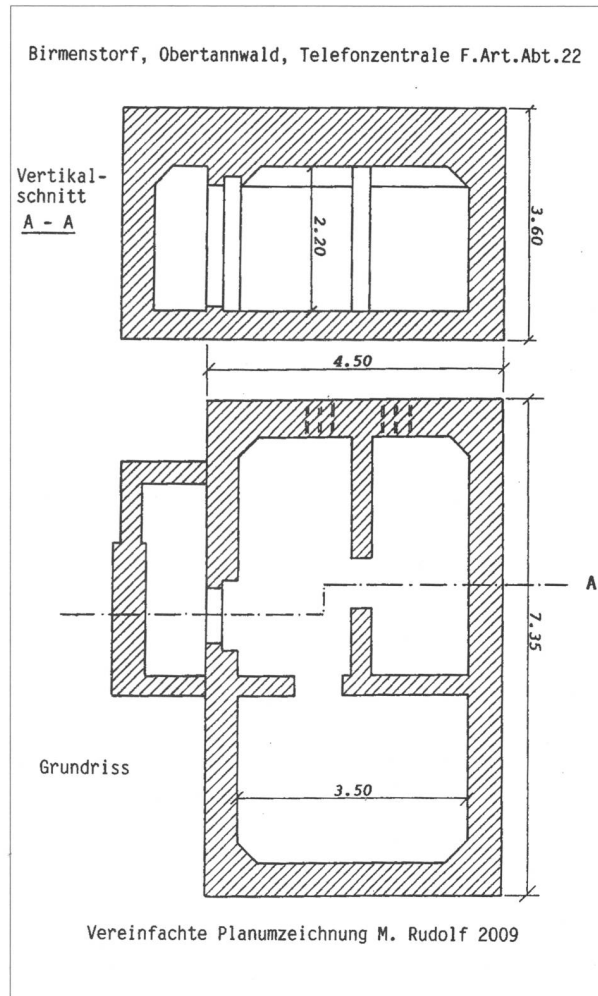 Birmenstorf, Obertannwald, Telefonzentrale F.Art.Abt.22
Vertikal-
schnitt
A - A
2.20
3.60
4.50
A
7.35
3.50
Grundriss
Vereinfachte Planumzeichnung M. Rudolf 2009